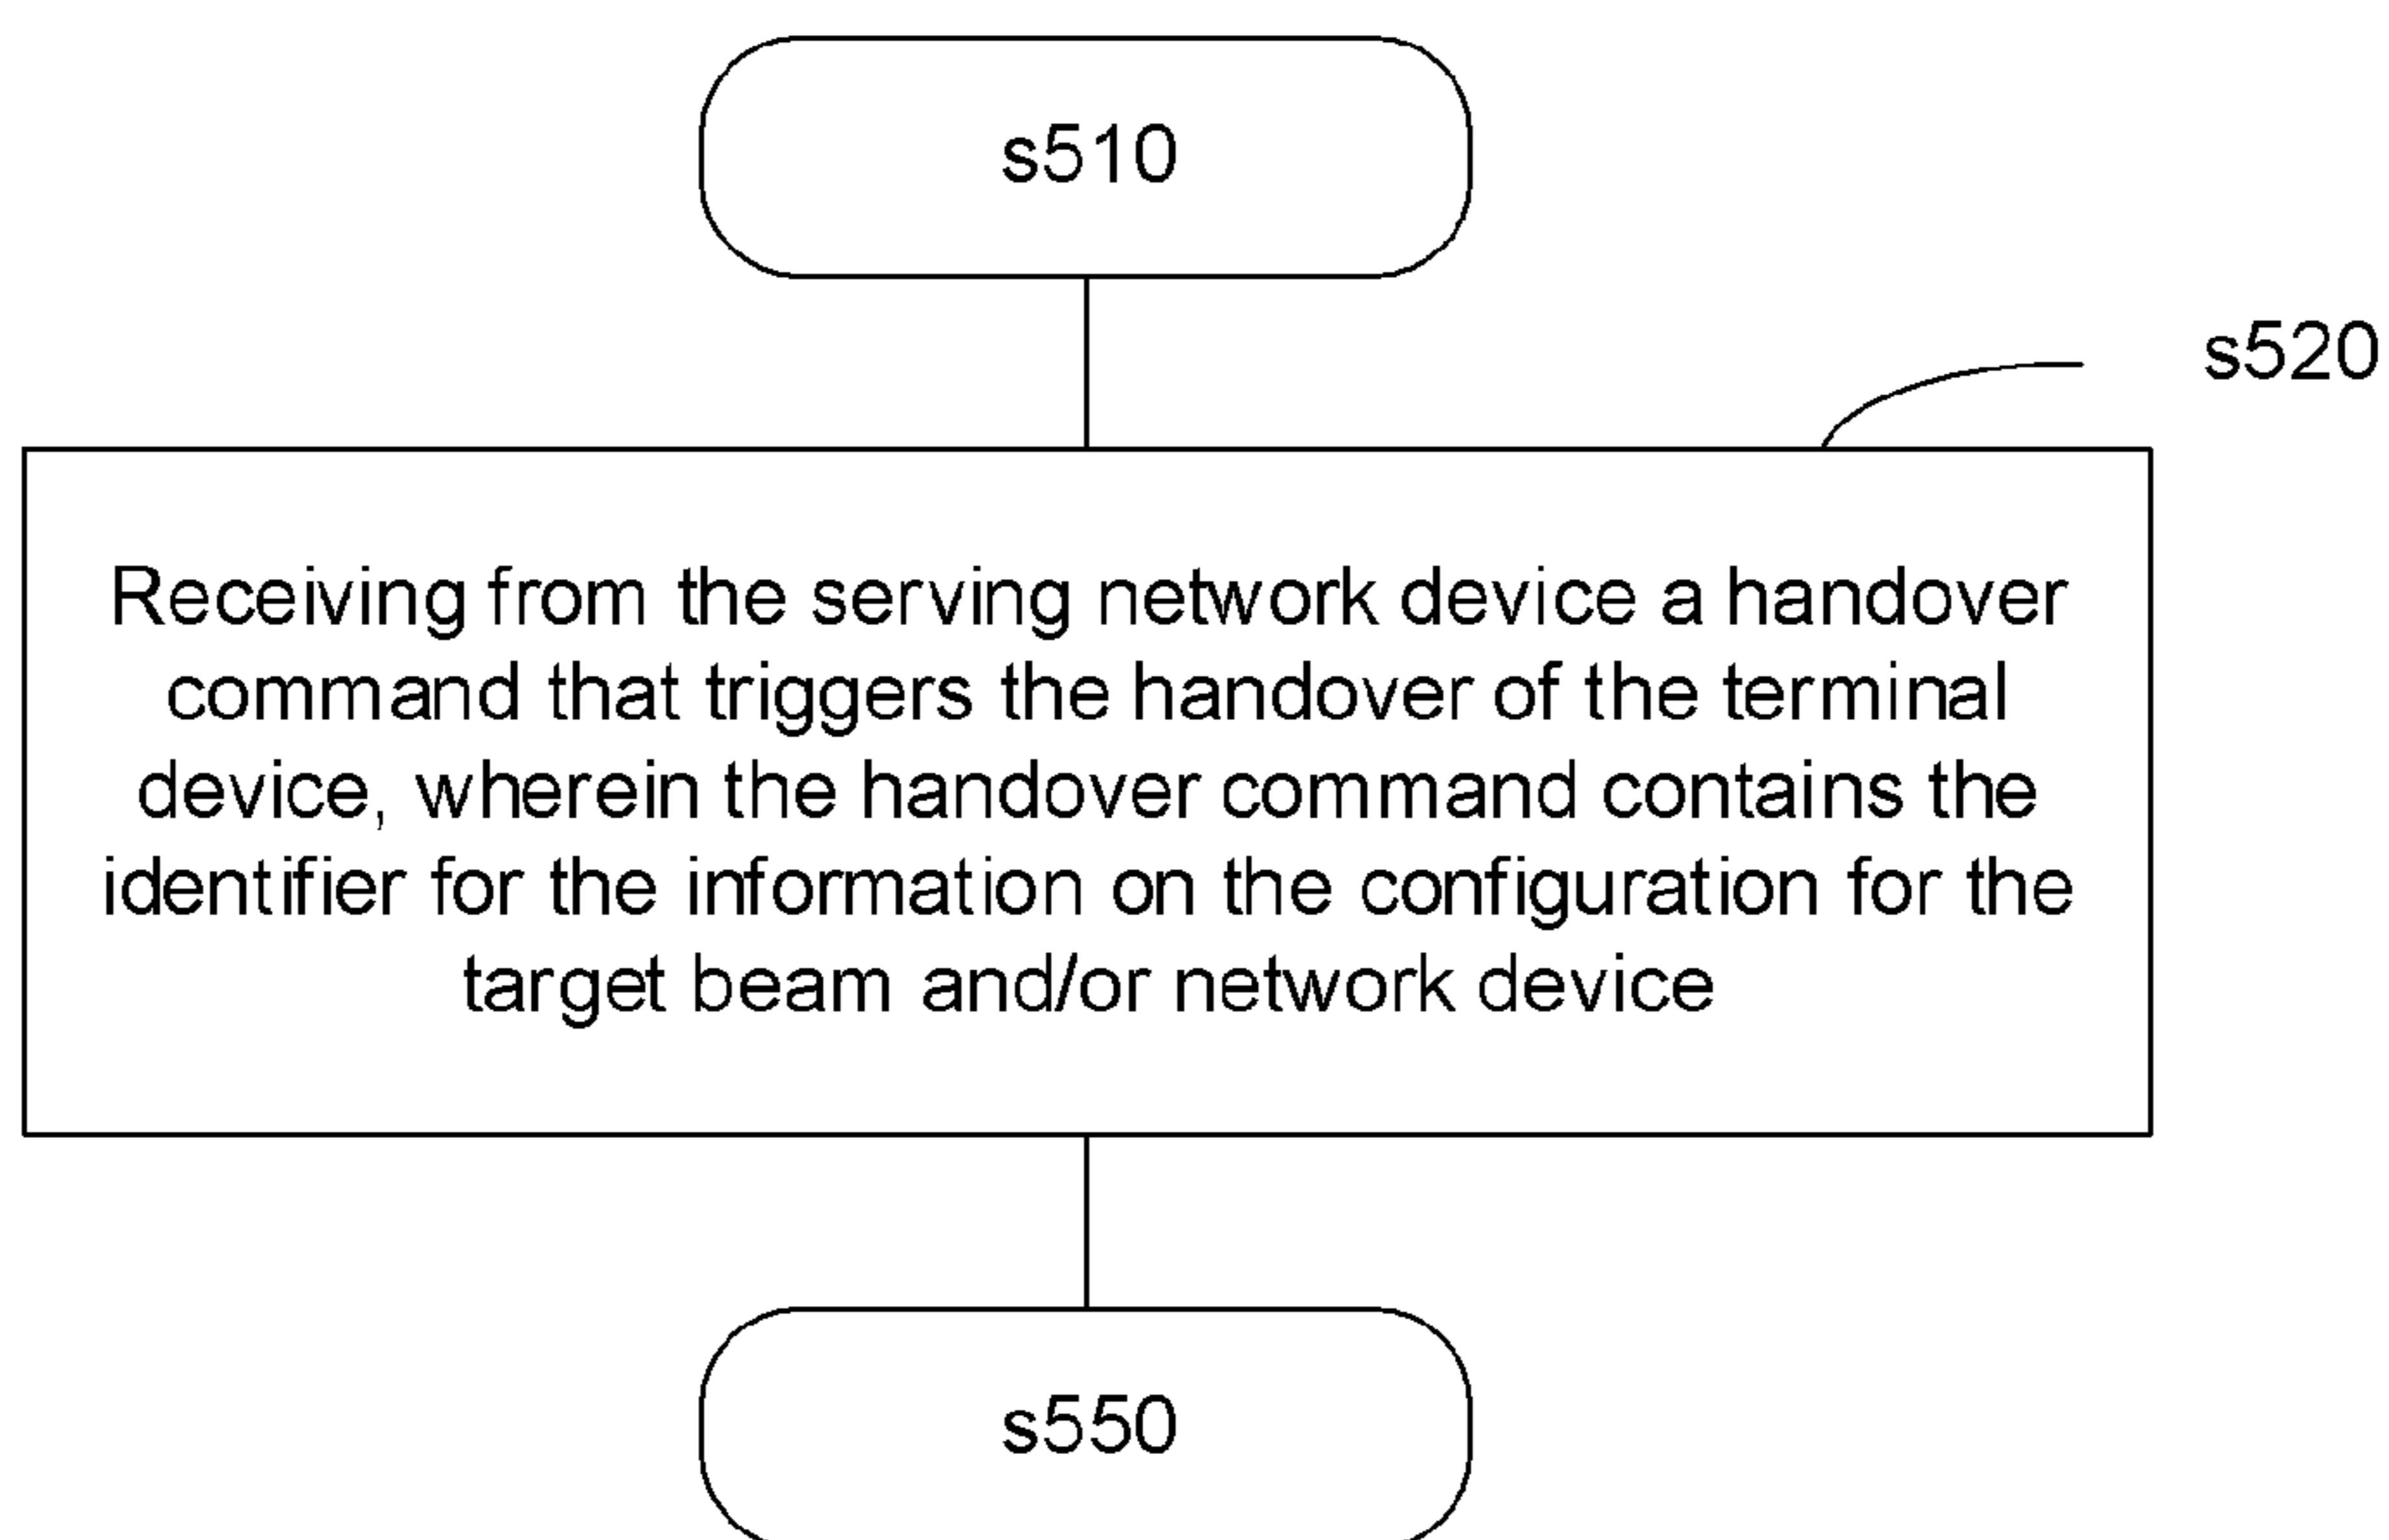 s510
s520
Receiving from the serving network device a handover
command that triggers the handover of the terminal
device, wherein the handover command contains the
identifier for the information on the configuration for the
target beam and/or network device
s550